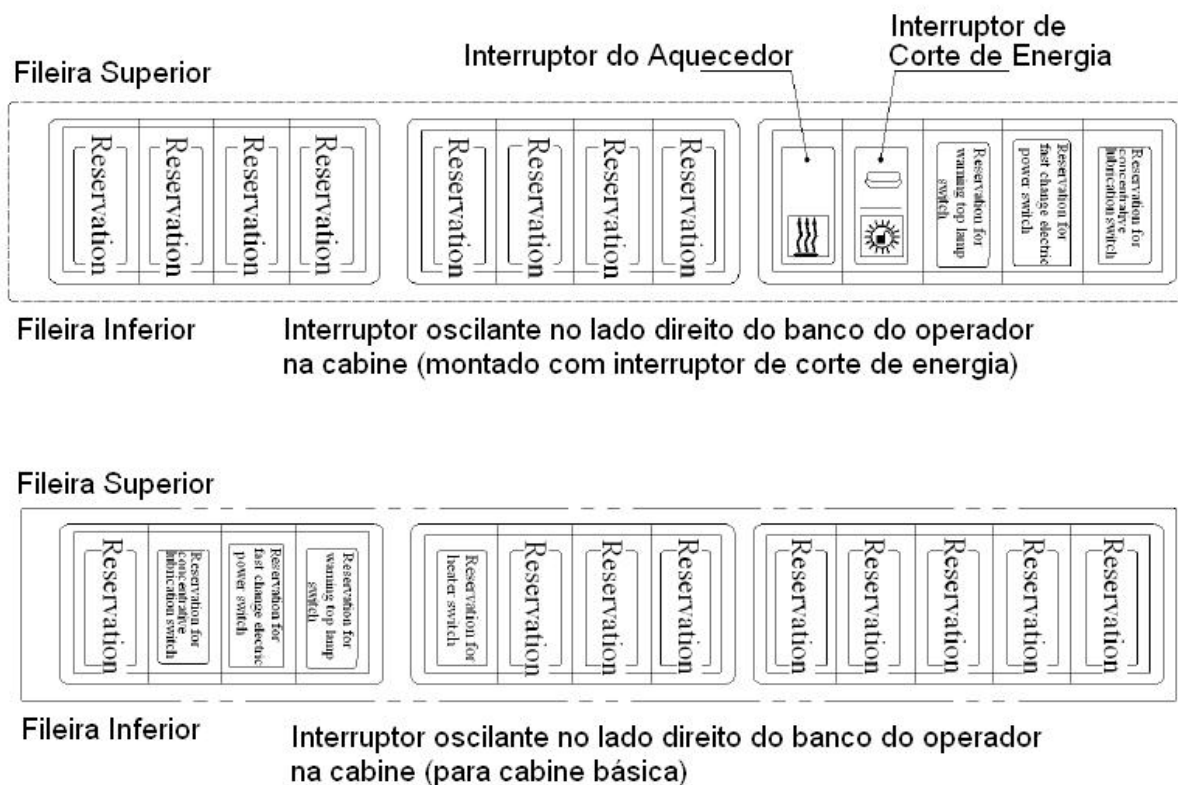 Interruptor do Aquecedor
Interruptor de
Corte de Energia
Fileira Superior
Reservation
Reservation
Reservation
Reservation
Reservation
Reservation
Reservation
Reservation
Reservation for
warning top lamp
switch
Reservation for
fast change electric
power switch
Reservation for
concentrative
lubrication switch
Fileira Inferior
Interruptor oscilante no lado direito do banco do operador
na cabine (montado com interruptor de corte de energia)
Fileira Superior
Reservation
Reservation for
concentrative
lubrication switch
Reservation for
fast change electric
power switch
Reservation for
warning top lamp
switch
Reservation for
heater switch
Reservation
Reservation
Reservation
Reservation
Reservation
Reservation
Reservation
Reservation
Fileira Inferior
Interruptor oscilante no lado direito do banco do operador
na cabine (para cabine básica)